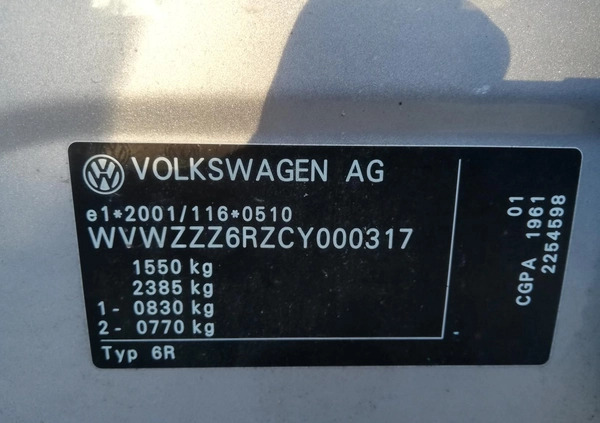 VOLKSWAGEN AG
e1*2001/116*0510
WVWZZZ6RZCY000317
1550 kg
2385 kg
1- 0830 kg
2- 0770 kg
Typ 6R
01
CGPA 1961
2254598